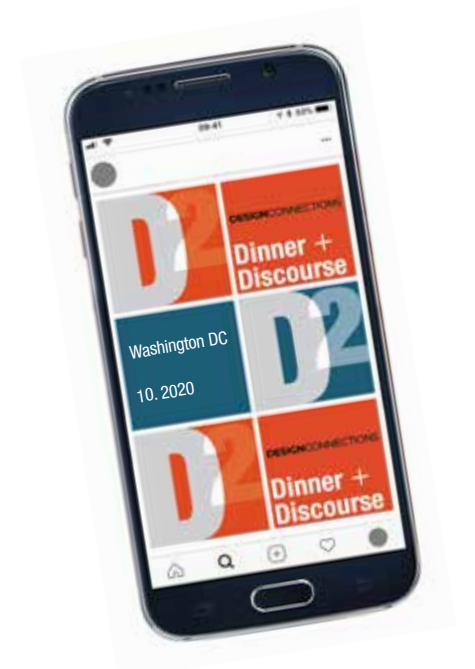 09:41
D2
DESIGNCONNECTIONS
Dinner +
Discourse
Washington DC
10. 2020
D2
D2
DESIGNCONNECTIONS
Dinner +
Discourse